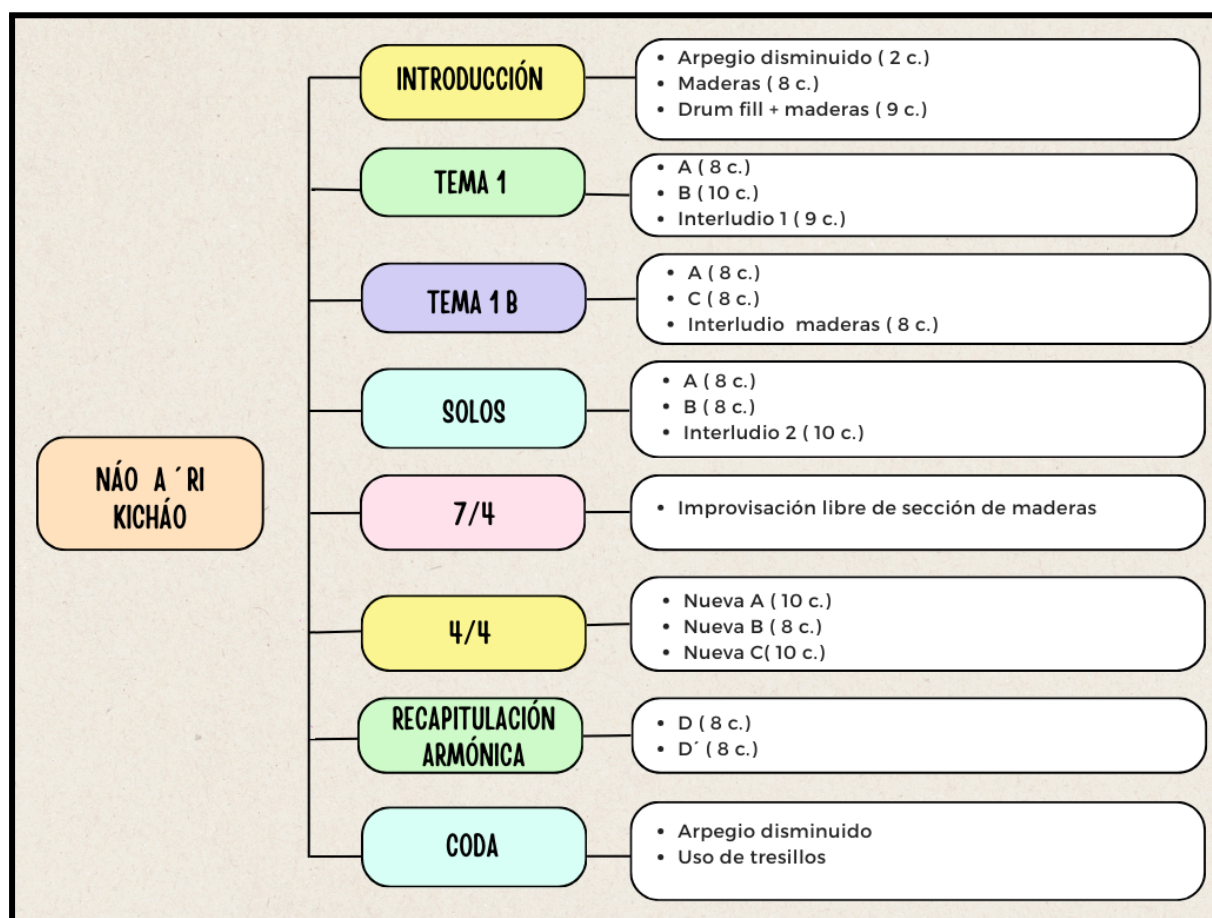 NÁO A ´RI
KICHÁO
INTRODUCCIÓN
• Arpegio disminuido ( 2 c.)
• Maderas ( 8 c.)
• Drum fill + maderas ( 9 c.)
TEMA 1
• A ( 8 c.)
• B ( 10 c.)
• Interludio 1 ( 9 c.)
TEMA 1 B
• A ( 8 c.)
• C ( 8 c.)
• Interludio maderas ( 8 c.)
SOLOS
• A ( 8 c.)
• B ( 8 c.)
• Interludio 2 ( 10 c.)
7/4
• Improvisación libre de sección de maderas
4/4
• Nueva A ( 10 c.)
• Nueva B ( 8 c.)
• Nueva C( 10 c.)
RECAPITULACIÓN
ARMÓNICA
• D ( 8 c.)
• D´ ( 8 c.)
CODA
• Arpegio disminuido
• Uso de tresillos